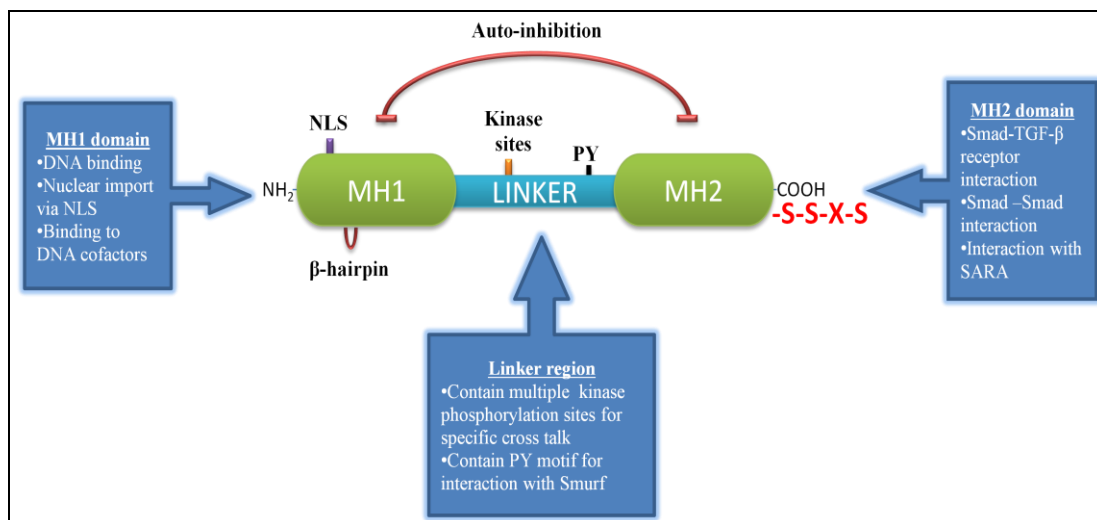 Auto-inhibition
NLS
Kinase
sites
PY
NH2-
MH1
LINKER
MH2
-COOH
-S-S-X-S
β-hairpin
MH1 domain
•DNA binding
•Nuclear import
via NLS
•Binding to
DNA cofactors
MH2 domain
•Smad-TGF-β
receptor
interaction
•Smad –Smad
interaction
•Interaction with
SARA
Linker region
•Contain multiple kinase
phosphorylation sites for
specific cross talk
•Contain PY motif for
interaction with Smurf